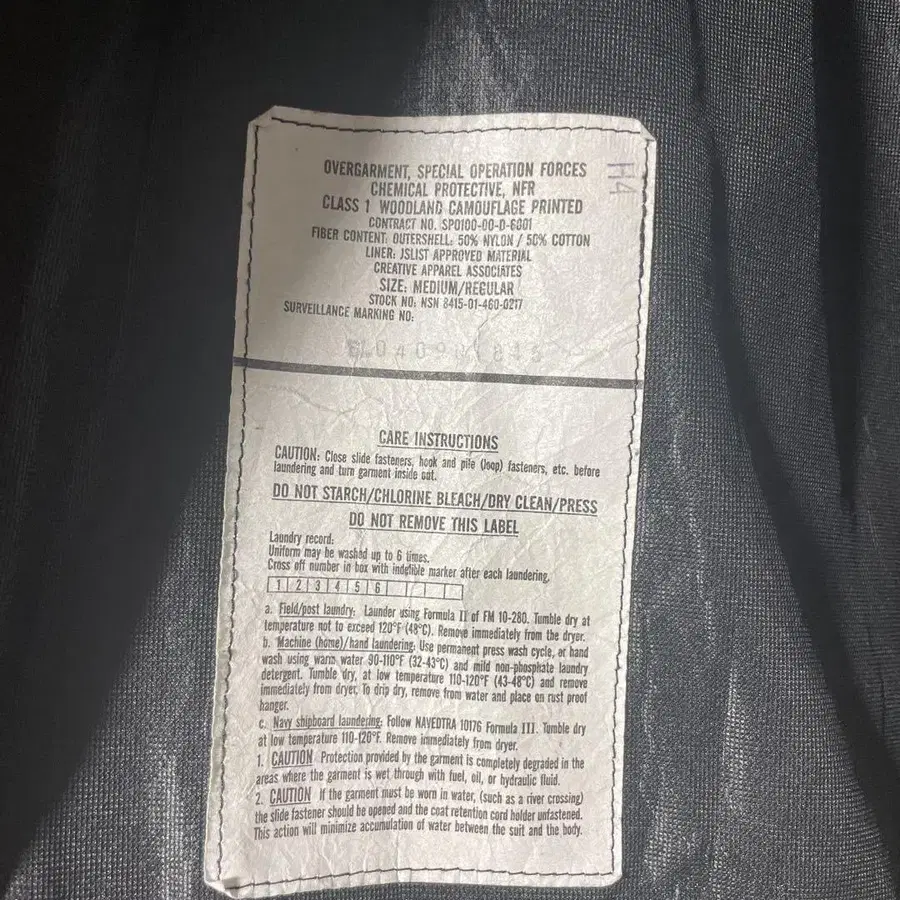 H4
OVERGARMENT, SPECIAL OPERATION FORCES
CHEMICAL PROTECTIVE, NFR
CLASS 1 WOODLAND CAMOUFLAGE PRINTED
CONTRACT NO. SPO100-00-D-6001
FIBER CONTENT: OUTERSHELL: 50% NYLON / 50% COTTON
LINER: JSLIST APPROVED MATERIAL
CREATIVE APPAREL ASSOCIATES
SIZE: MEDIUM/REGULAR
STOCK NO: NSN 8415-01-460-0217
SURVEILLANCE MARKING NO:
CARE INSTRUCTIONS
CAUTION: Close slide fasteners, hook and pile (loop) fasteners, etc. before
laundering and turn garment inside out.
DO NOT STARCH/CHLORINE BLEACH/DRY CLEAN/PRESS
DO NOT REMOVE THIS LABEL
Laundry record:
Uniform may be washed up to 6 times.
Cross off number in box with indelible marker after each laundering.
1 2 3 4 5 6
a. Field/post laundry: Launder using Formula II of FM 10-280. Tumble dry at
temperature not to exceed 120°F (48°C). Remove immediately from the dryer.
b. Machine (home)/hand laundering: Use permanent press wash cycle, or hand
wash using warm water 90-110°F (32-43°C) and mild non-phosphate laundry
detergent. Tumble dry, at low temperature 110-120°F (43-48°C) and remove
immediately from dryer. To drip dry, remove from water and place on rust proof
hanger.
c. Navy shipboard laundering: Follow NAVEDTRA 10176 Formula III. Tumble dry
at low temperature 110-120°F. Remove immediately from dryer.
1. CAUTION Protection provided by the garment is completely degraded in the
areas where the garment is wet through with fuel, oil, or hydraulic fluid.
2. CAUTION If the garment must be worn in water, (such as a river crossing)
the slide fastener should be opened and the coat retention cord holder unfastened.
This action will minimize accumulation of water between the suit and the body.